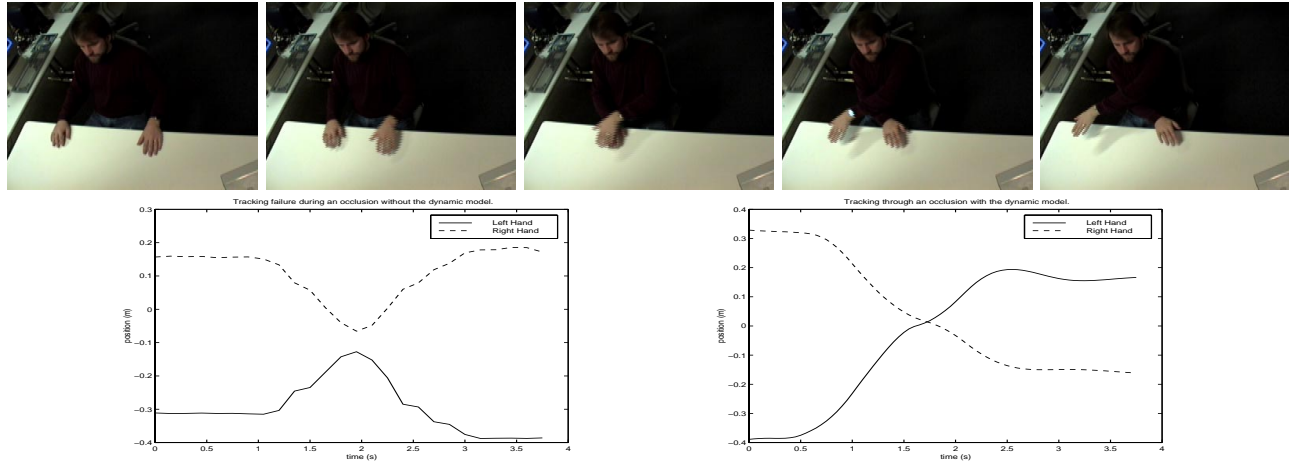 Tracking failure during an occlusion without the dynamic model.
0.3
0.2
0.1
0
−0.1
−0.2
−0.3
−0.4
position (m)
Left Hand
Right Hand
0 0.5 1 1.5 2 2.5 3 3.5 4
time (s)
Tracking through an occlusion with the dynamic model.
0.4
0.3
0.2
0.1
0
−0.1
−0.2
−0.3
−0.4
position (m)
Left Hand
Right Hand
0 0.5 1 1.5 2 2.5 3 3.5 4
time (s)